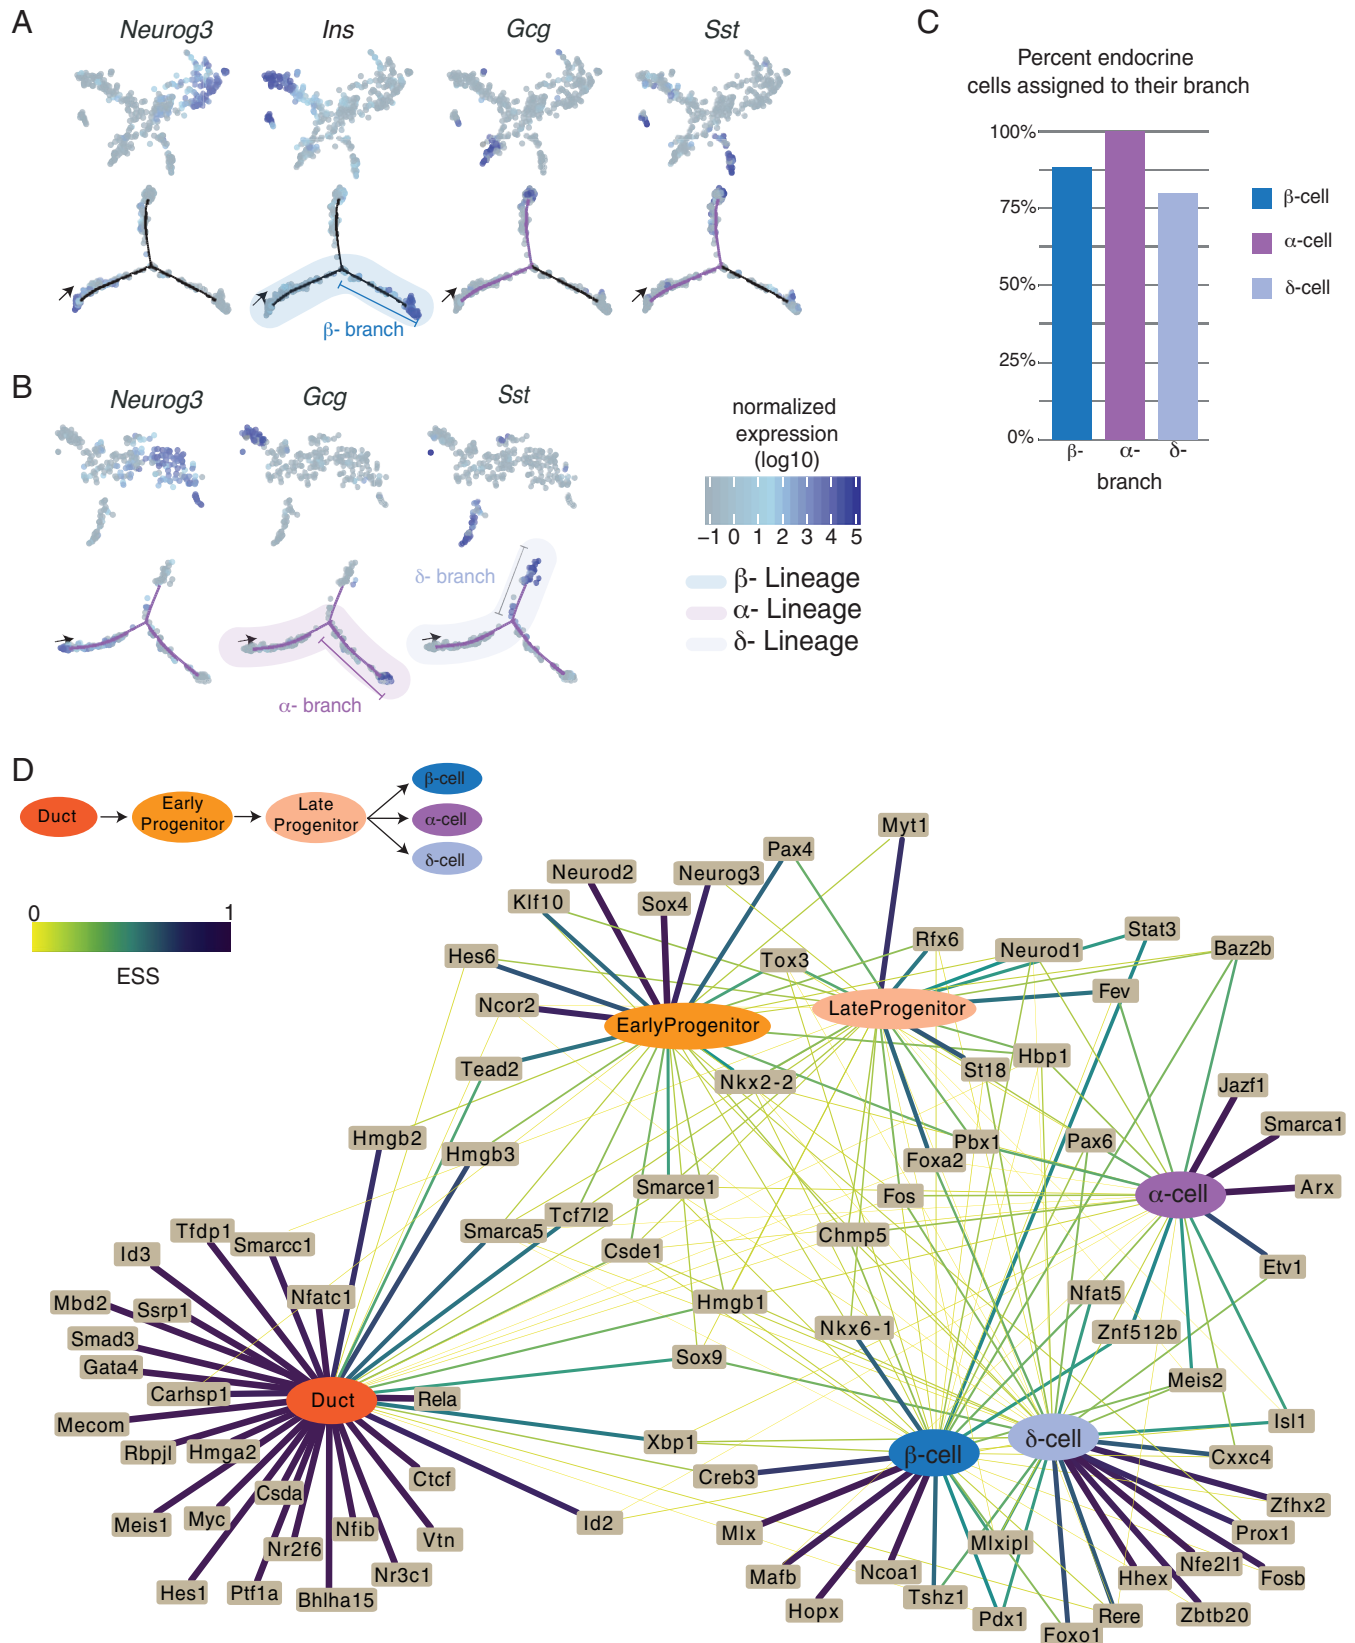 A
Neurog3
Ins
Gcg
Sst
β- branch
B
Neurog3
Gcg
Sst
δ- branch
α- branch
normalized
expression
(log10)
−1 0 1 2 3 4 5
β- Lineage
α- Lineage
δ- Lineage
C
Percent endocrine
cells assigned to their branch
100%
75%
50%
25%
0%
β-
α-
δ-
branch
β-cell
α-cell
δ-cell
D
Duct
Early
Progenitor
Late
Progenitor
β-cell
α-cell
δ-cell
0
1
ESS
Myt1
Pax4
Neurod2
Neurog3
Klf10
Sox4
Stat3
Rfx6
Neurod1
Baz2b
Hes6
Tox3
Fev
Ncor2
LateProgenitor
EarlyProgenitor
Hbp1
Tead2
St18
Nkx2-2
Jazf1
Smarca1
Hmgb2
Hmgb3
Pbx1
Pax6
Foxa2
Smarce1
Fos
α-cell
Arx
Tcf7l2
Smarca5
Tfdp1
Smarcc1
Id3
Csde1
Chmp5
Etv1
Nfatc1
Mbd2
Ssrp1
Hmgb1
Nfat5
Nkx6-1
Znf512b
Smad3
Sox9
Gata4
Carhsp1
Meis2
Duct
Rela
Mecom
Isl1
Rbpjl
Hmga2
Xbp1
β-cell
δ-cell
Cxxc4
Creb3
Ctcf
Csda
Zfhx2
Meis1
Myc
Nfib
Id2
Mlx
Prox1
Vtn
Nr2f6
Mlxipl
Nfe2l1
Fosb
Nr3c1
Mafb
Ncoa1
Hhex
Hes1
Ptf1a
Bhlha15
Hopx
Tshz1
Pdx1
Rere
Zbtb20
Foxo1